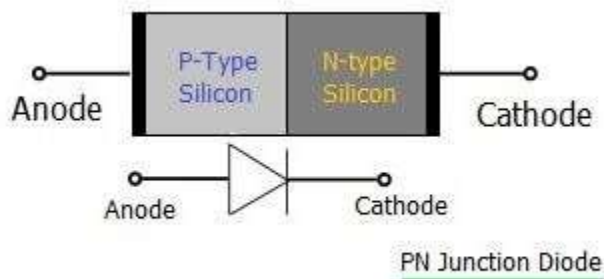 P-Type
Silicon
N-type
Silicon
Anode
Cathode
Anode
Cathode
PN Junction Diode